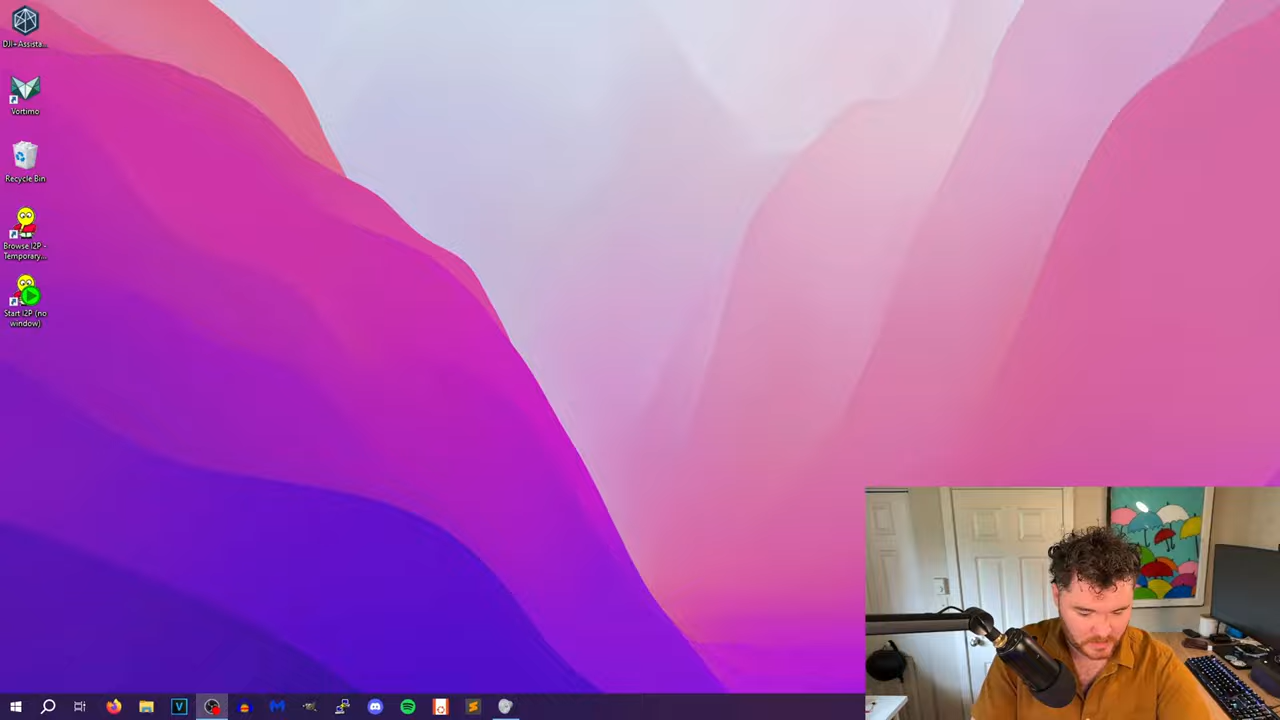 DJI+Assista...
Vortimo
Recycle Bin
Browse I2P -
Temporary...
Start I2P (no
window)